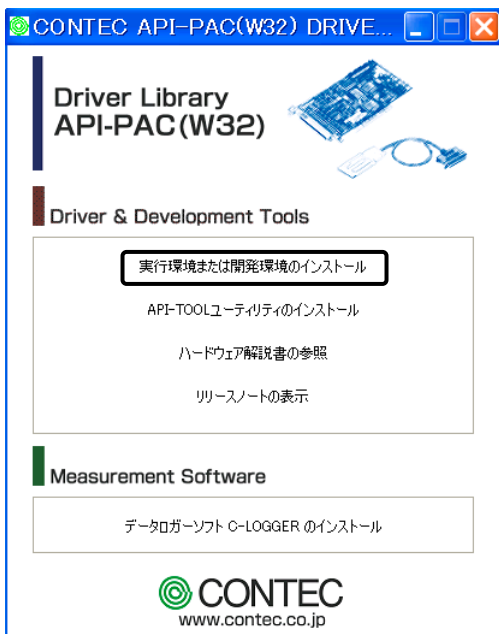 CONTEC API-PAC(W32) DRIVE...
Driver Library
API-PAC(W32)
Driver & Development Tools
実行環境または開発環境のインストール
API-TOOLユーティリティのインストール
ハードウェア解説書の参照
リリースノートの表示
Measurement Software
データロガーソフト C-LOGGER のインストール
CONTEC
www.contec.co.jp